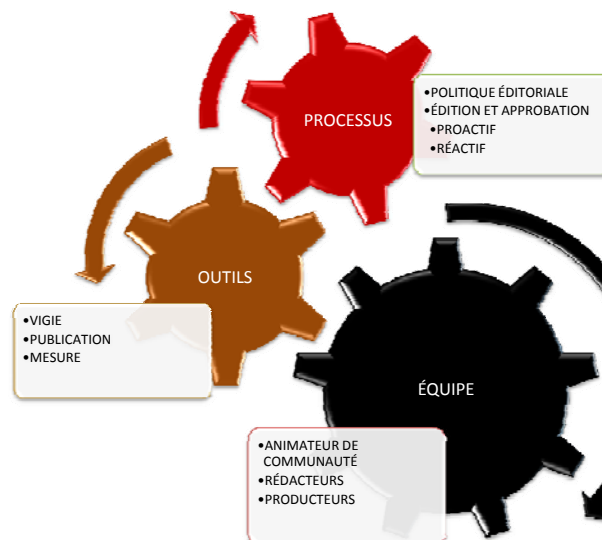 PROCESSUS
•POLITIQUE ÉDITORIALE
•ÉDITION ET APPROBATION
•PROACTIF
•RÉACTIF
OUTILS
•VIGIE
•PUBLICATION
•MESURE
ÉQUIPE
•ANIMATEUR DE
COMMUNAUTÉ
•RÉDACTEURS
•PRODUCTEURS